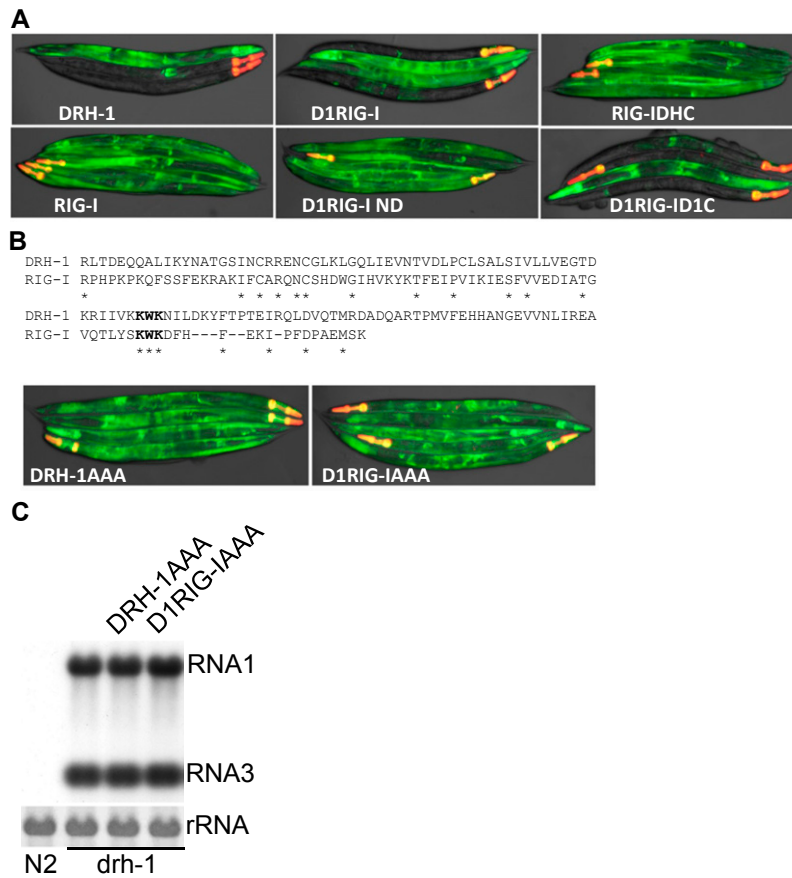 A
DRH-1
D1RIG-I
RIG-IDHC
RIG-I
D1RIG-I ND
D1RIG-ID1C
B
DRH-1 RLTDEQQALIKYNATGSINCRRENCGLKLGQLIEVNTVDLPCLSALSIVLLVEGTD
RIG-I RPHPKPKQFSSFEKRAKIFCARQNCSHDWGIHVKYKTFEIPVIKIESFVVEDIATG
* * * * ** * * * * * *
DRH-1 KRIIVKKWKNILDKYFTPTEIRQLDVQTMRDADQARTPMVFEHHANGEVVNLIREA
RIG-I VQTLYSKWKDFH---F--EKI-PFDPAEMSK
*** * * * *
DRH-1AAA
D1RIG-IAAA
C
DRH-1AAA
D1RIG-IAAA
RNA1
RNA3
rRNA
N2
drh-1